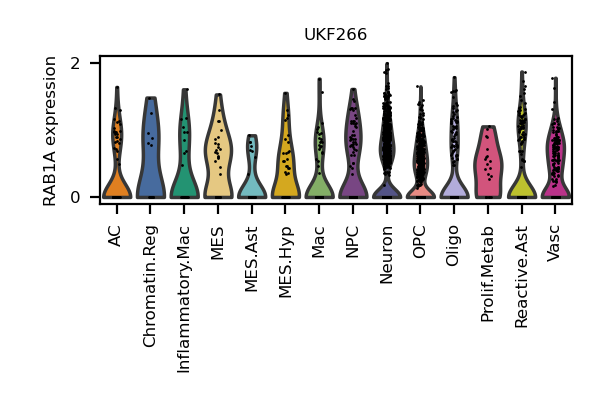 UKF266
RAB1A expression
2
0
AC
Chromatin.Reg
Inflammatory.Mac
MES
MES.Ast
MES.Hyp
Mac
NPC
Neuron
OPC
Oligo
Prolif.Metab
Reactive.Ast
Vasc